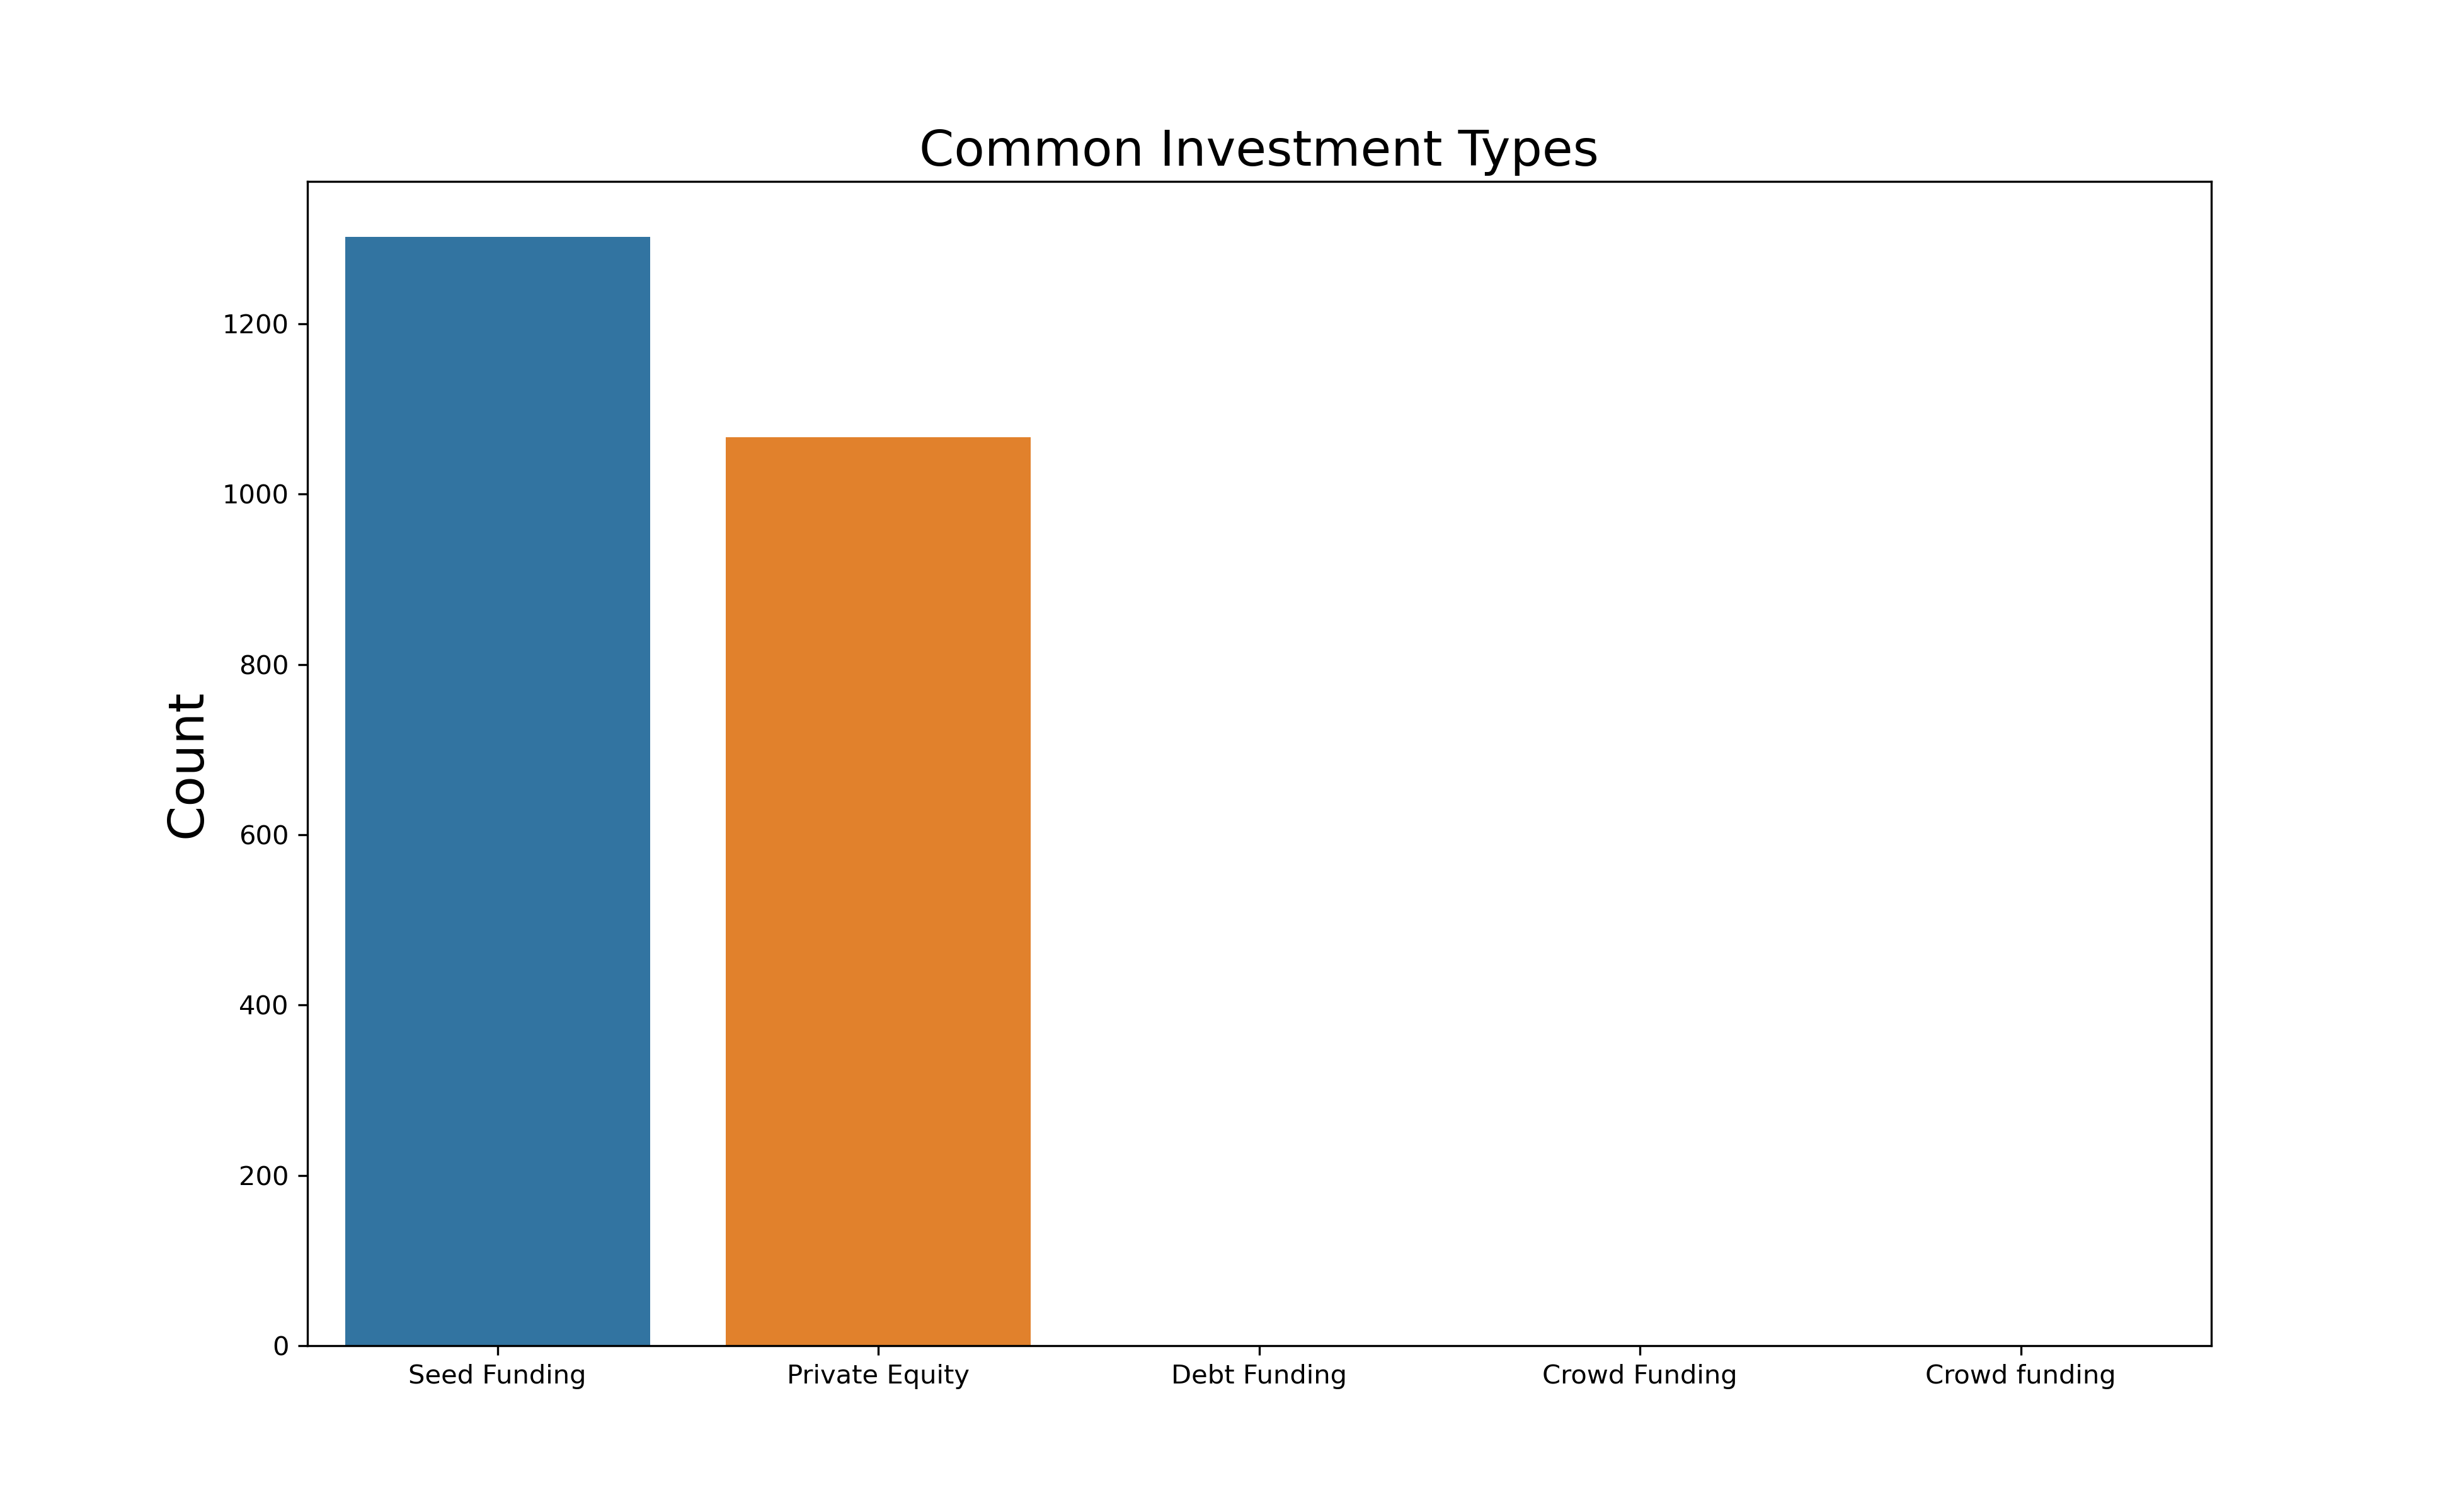 Common Investment Types
Count
1200
1000
800
600
400
200
0
Seed Funding Private Equity Debt Funding Crowd Funding Crowd funding